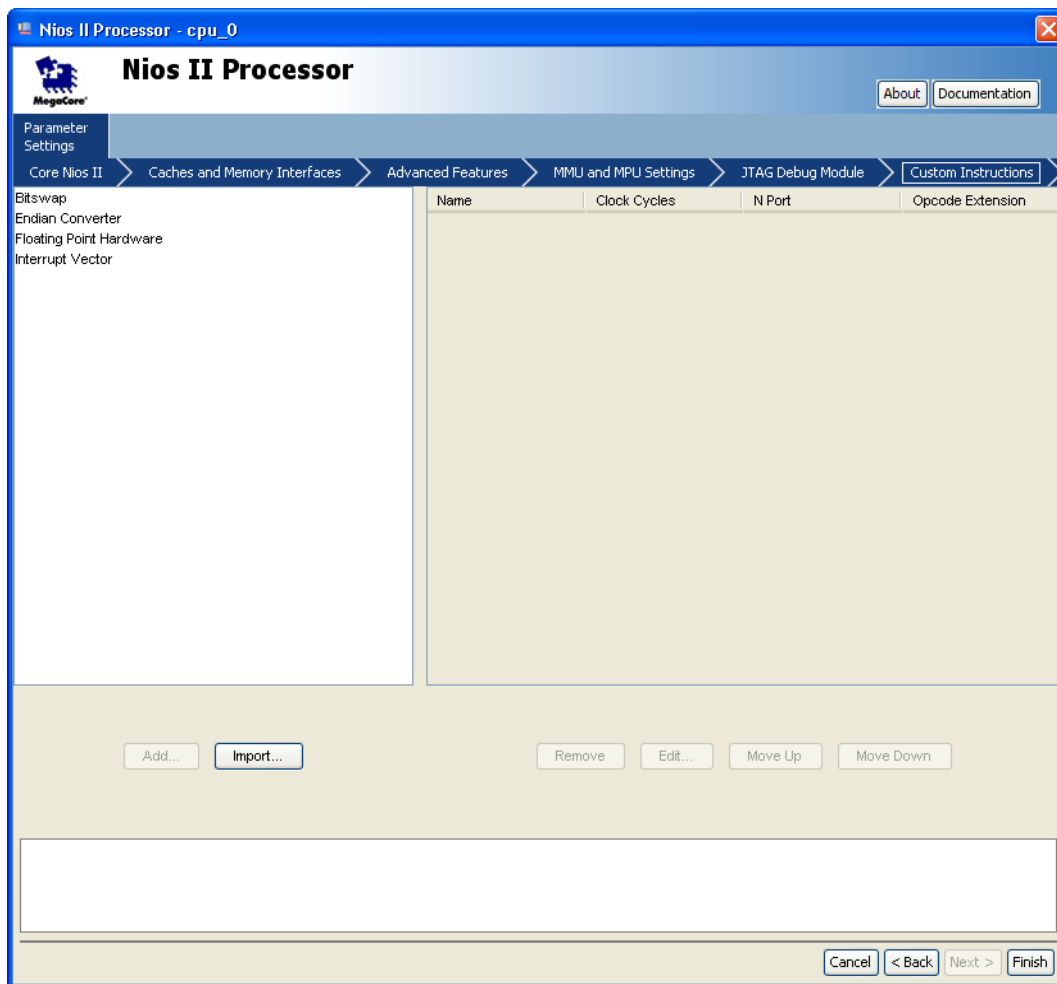 Nios II Processor - cpu_0
Nios II Processor
MegaCore®
About Documentation
Parameter
Settings
Core Nios II Caches and Memory Interfaces Advanced Features MMU and MPU Settings JTAG Debug Module Custom Instructions
Bitswap
Endian Converter
Floating Point Hardware
Interrupt Vector
Name Clock Cycles N Port Opcode Extension
Add... Import... Remove Edit... Move Up Move Down
Cancel < Back Next > Finish